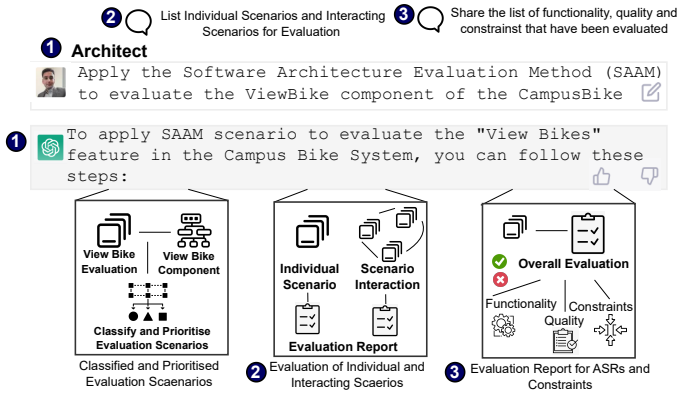 2 List Individual Scenarios and Interacting
Scenarios for Evaluation
3 Share the list of functionality, quality and
constrainst that have been evaluated
1 Architect
Apply the Software Architecture Evaluation Method (SAAM)
to evaluate the ViewBike component of the CampusBike
1 To apply SAAM scenario to evaluate the "View Bikes"
feature in the Campus Bike System, you can follow these
steps:
View Bike
Evaluation
View Bike
Component
Classify and Prioritise
Evaluation Scenarios
Classified and Prioritised
Evaluation Scaenarios
Individual
Scenario
Scenario
Interaction
Evaluation Report
2 Evaluation of Individual and
Interacting Scaerios
Overall Evaluation
Functionality
Quality
Constraints
3 Evaluation Report for ASRs and
Constraints